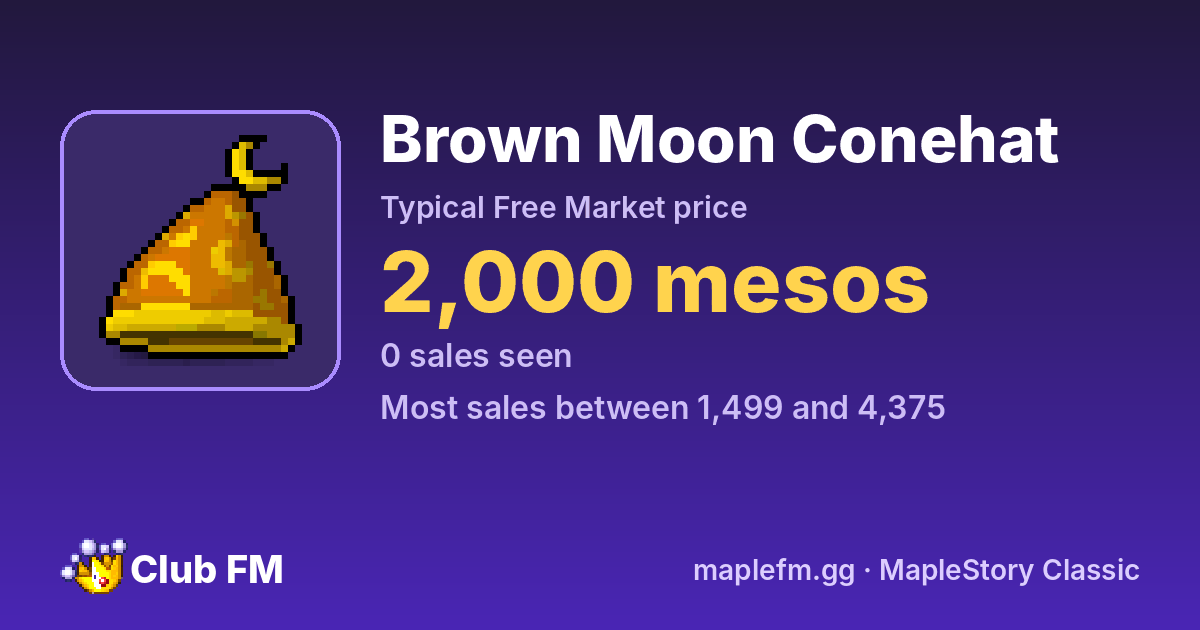 Brown Moon Conehat
Typical Free Market price
2,000 mesos
0 sales seen
Most sales between 1,499 and 4,375
Club FM
maplefm.gg · MapleStory Classic